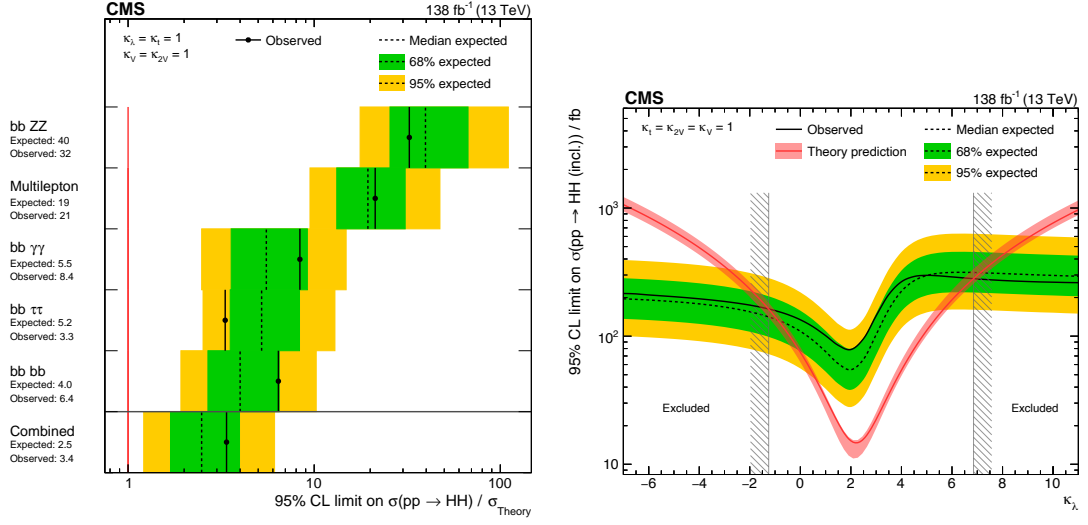 CMS
138 fb⁻¹ (13 TeV)
κλ = κt = 1
κV = κ2V = 1
Observed
Median expected
68% expected
95% expected
bb ZZ
Expected: 40
Observed: 32
Multilepton
Expected: 19
Observed: 21
bb γγ
Expected: 5.5
Observed: 8.4
bb ττ
Expected: 5.2
Observed: 3.3
bb bb
Expected: 4.0
Observed: 6.4
Combined
Expected: 2.5
Observed: 3.4
1 10 100
95% CL limit on σ(pp → HH) / σTheory
CMS
138 fb⁻¹ (13 TeV)
κt = κ2V = κV = 1
Observed
Theory prediction
Median expected
68% expected
95% expected
95% CL limit on σ(pp → HH (incl.)) / fb
10³
10²
10
Excluded
Excluded
−6 −4 −2 0 2 4 6 8 10
κλ